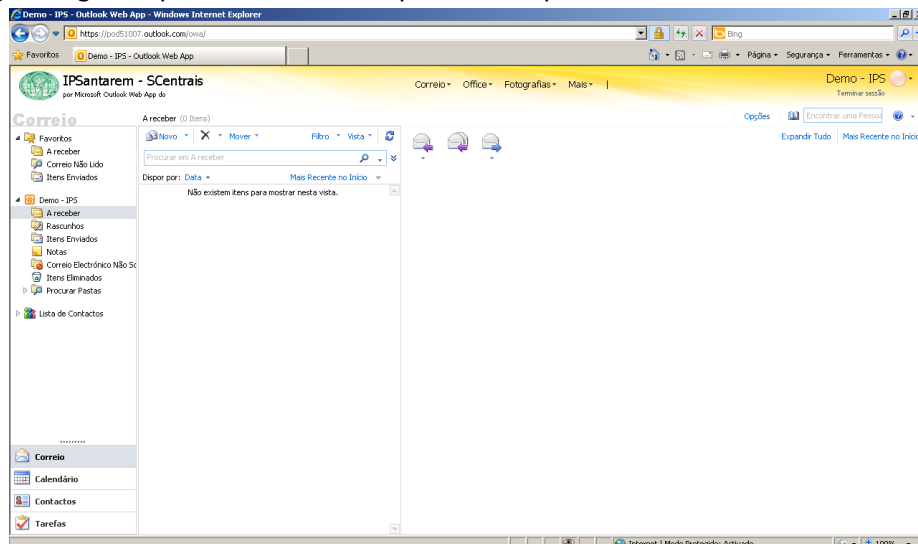 Demo - IPS - Outlook Web App - Windows Internet Explorer
https://pod51007.outlook.com/owa/
Bing
Favoritos
Demo - IPS - Outlook Web App
Página
Segurança
Ferramentas
IPSantarem - SCentrais
por Microsoft Outlook Web App do
Correio Office Fotografias Mais |
Demo - IPS
Terminar sessão
Correio
A receber (0 Itens)
Opções
Encontrar uma Pessoa
Favoritos
A receber
Correio Não Lido
Itens Enviados
Novo
Mover
Filtro
Vista
Expandir Tudo
Mais Recente no Início
Procurar em A receber
Dispor por: Data
Mais Recente no Início
Não existem itens para mostrar nesta vista.
Demo - IPS
A receber
Rascunhos
Itens Enviados
Notas
Correio Electrónico Não So
Itens Eliminados
Procurar Pastas
Lista de Contactos
Correio
Calendário
Contactos
Tarefas
Internet | Modo Protegido: Activado
100%